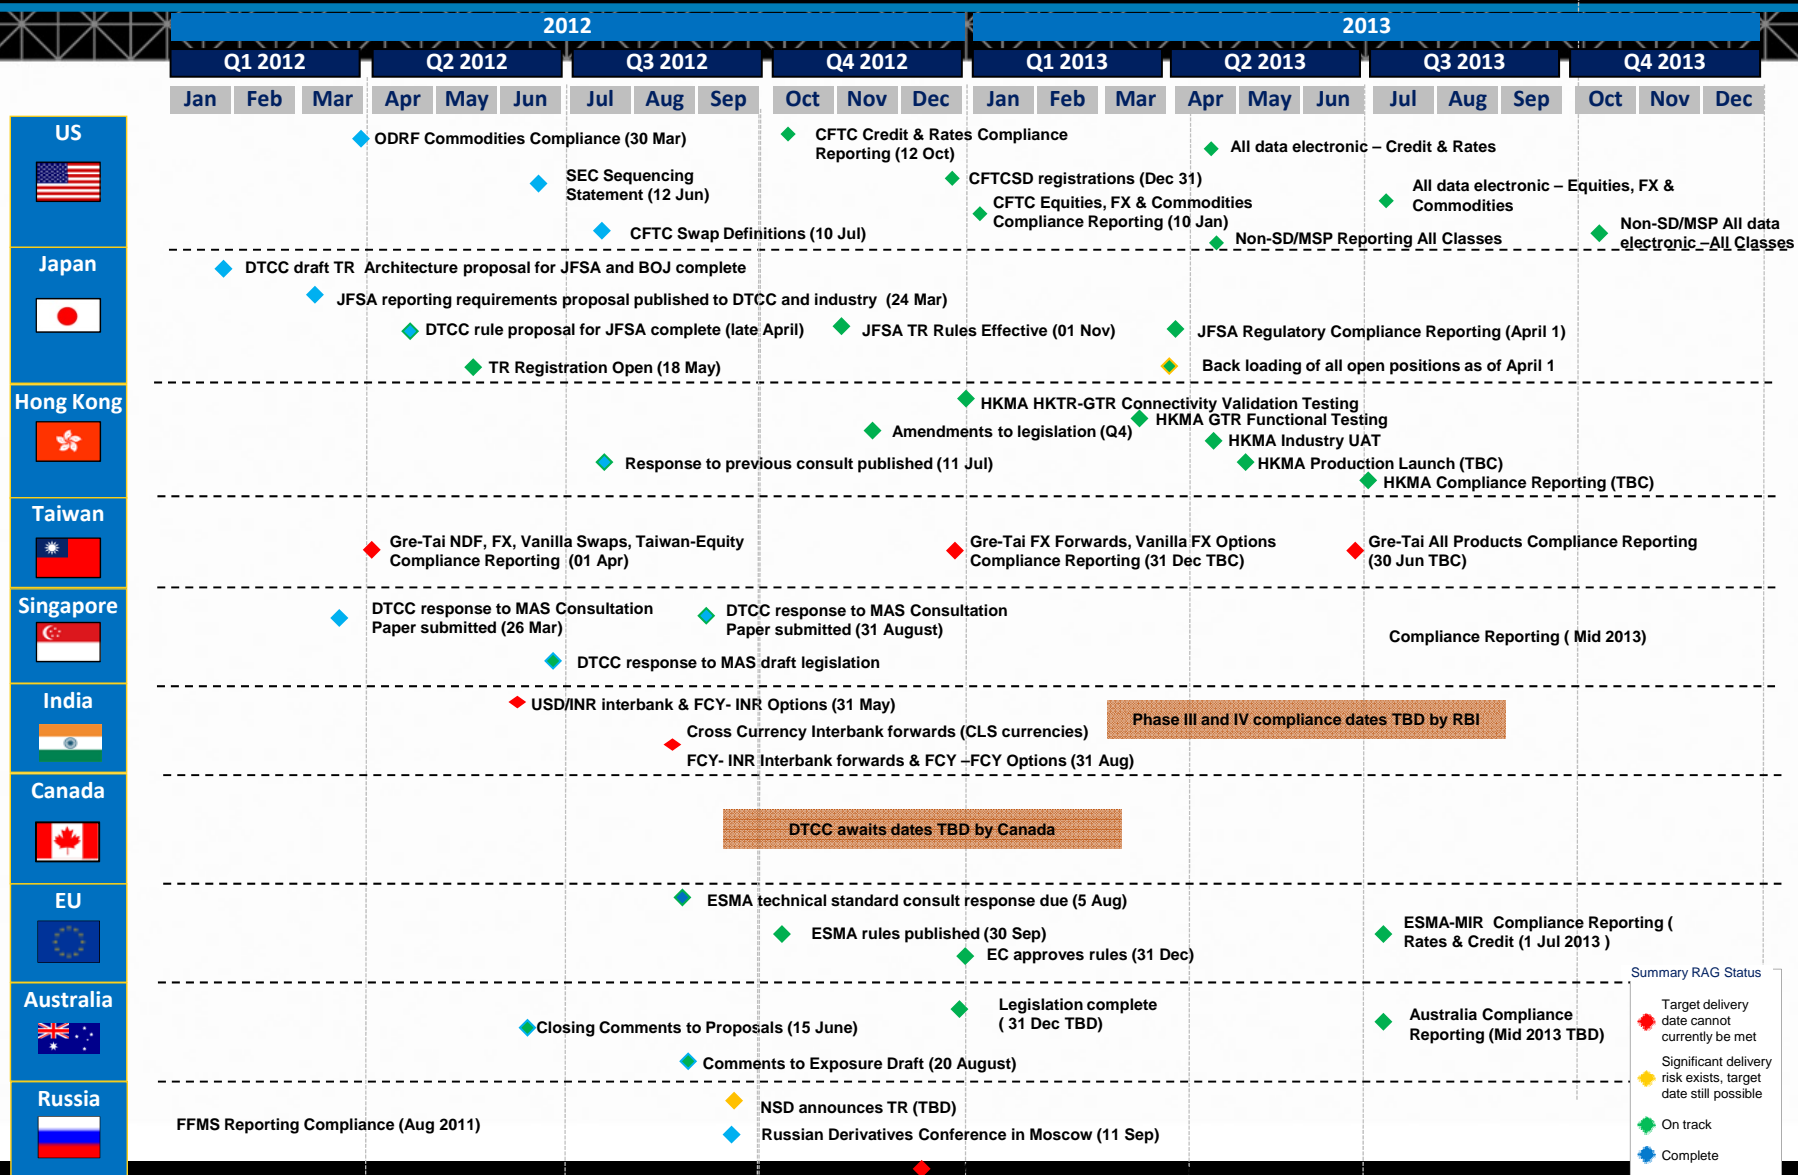 2012
2013
Q1 2012
Q2 2012
Q3 2012
Q4 2012
Q1 2013
Q2 2013
Q3 2013
Q4 2013
Jan Feb Mar Apr May Jun Jul Aug Sep Oct Nov Dec Jan Feb Mar Apr May Jun Jul Aug Sep Oct Nov Dec
US
ODRF Commodities Compliance (30 Mar)
SEC Sequencing
Statement (12 Jun)
CFTC Swap Definitions (10 Jul)
CFTC Credit & Rates Compliance
Reporting (12 Oct)
CFTCSD registrations (Dec 31)
CFTC Equities, FX & Commodities
Compliance Reporting (10 Jan)
All data electronic – Credit & Rates
Non-SD/MSP Reporting All Classes
All data electronic – Equities, FX &
Commodities
Non-SD/MSP All data
electronic –All Classes
Japan
DTCC draft TR Architecture proposal for JFSA and BOJ complete
JFSA reporting requirements proposal published to DTCC and industry (24 Mar)
DTCC rule proposal for JFSA complete (late April)
JFSA TR Rules Effective (01 Nov)
JFSA Regulatory Compliance Reporting (April 1)
TR Registration Open (18 May)
Back loading of all open positions as of April 1
Hong Kong
HKMA HKTR-GTR Connectivity Validation Testing
HKMA GTR Functional Testing
Amendments to legislation (Q4)
HKMA Industry UAT
Response to previous consult published (11 Jul)
HKMA Production Launch (TBC)
HKMA Compliance Reporting (TBC)
Taiwan
Gre-Tai NDF, FX, Vanilla Swaps, Taiwan-Equity
Compliance Reporting (01 Apr)
Gre-Tai FX Forwards, Vanilla FX Options
Compliance Reporting (31 Dec TBC)
Gre-Tai All Products Compliance Reporting
(30 Jun TBC)
Singapore
DTCC response to MAS Consultation
Paper submitted (26 Mar)
DTCC response to MAS Consultation
Paper submitted (31 August)
Compliance Reporting ( Mid 2013)
DTCC response to MAS draft legislation
India
USD/INR interbank & FCY- INR Options (31 May)
Cross Currency Interbank forwards (CLS currencies)
FCY- INR Interbank forwards & FCY –FCY Options (31 Aug)
Phase III and IV compliance dates TBD by RBI
Canada
DTCC awaits dates TBD by Canada
EU
ESMA technical standard consult response due (5 Aug)
ESMA rules published (30 Sep)
EC approves rules (31 Dec)
ESMA-MIR Compliance Reporting (
Rates & Credit (1 Jul 2013 )
Australia
Closing Comments to Proposals (15 June)
Legislation complete
( 31 Dec TBD)
Australia Compliance
Reporting (Mid 2013 TBD)
Comments to Exposure Draft (20 August)
Russia
FFMS Reporting Compliance (Aug 2011)
NSD announces TR (TBD)
Russian Derivatives Conference in Moscow (11 Sep)
Summary RAG Status
Target delivery
date cannot
currently be met
Significant delivery
risk exists, target
date still possible
On track
Complete